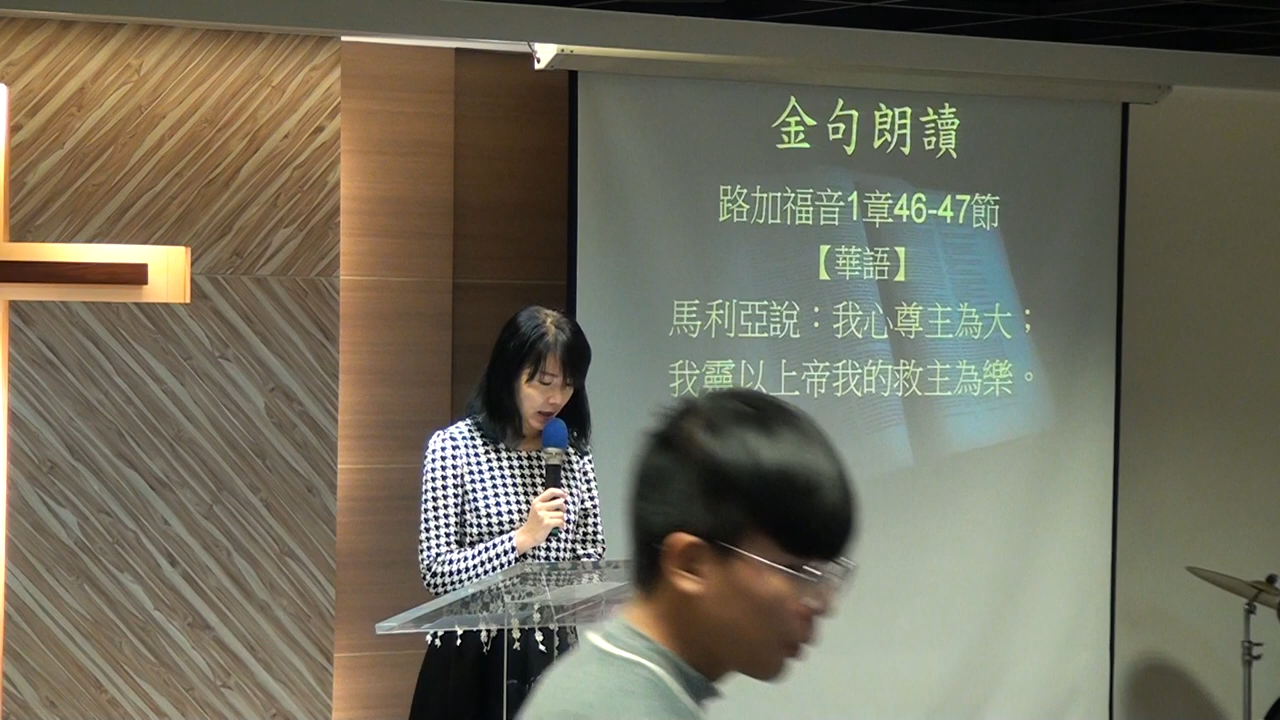 金句朗讀
路加福音1章46-47節
【華語】
馬利亞說：我心尊主為大；
我靈以上帝我的救主為樂。